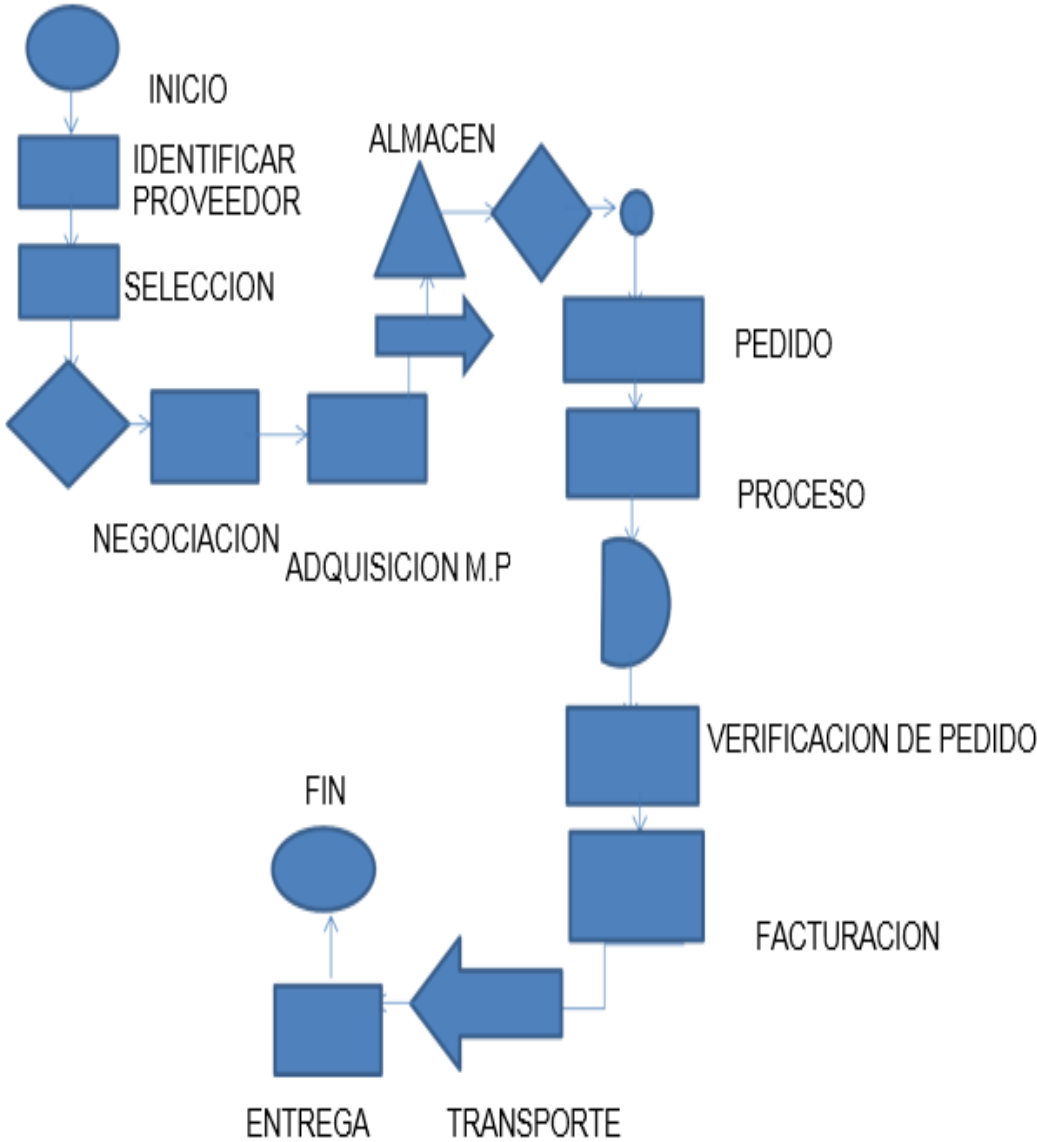 INICIO
IDENTIFICAR
PROVEEDOR
SELECCION
NEGOCIACION
ADQUISICION M.P
ALMACEN
PEDIDO
PROCESO
VERIFICACION DE PEDIDO
FACTURACION
TRANSPORTE
ENTREGA
FIN